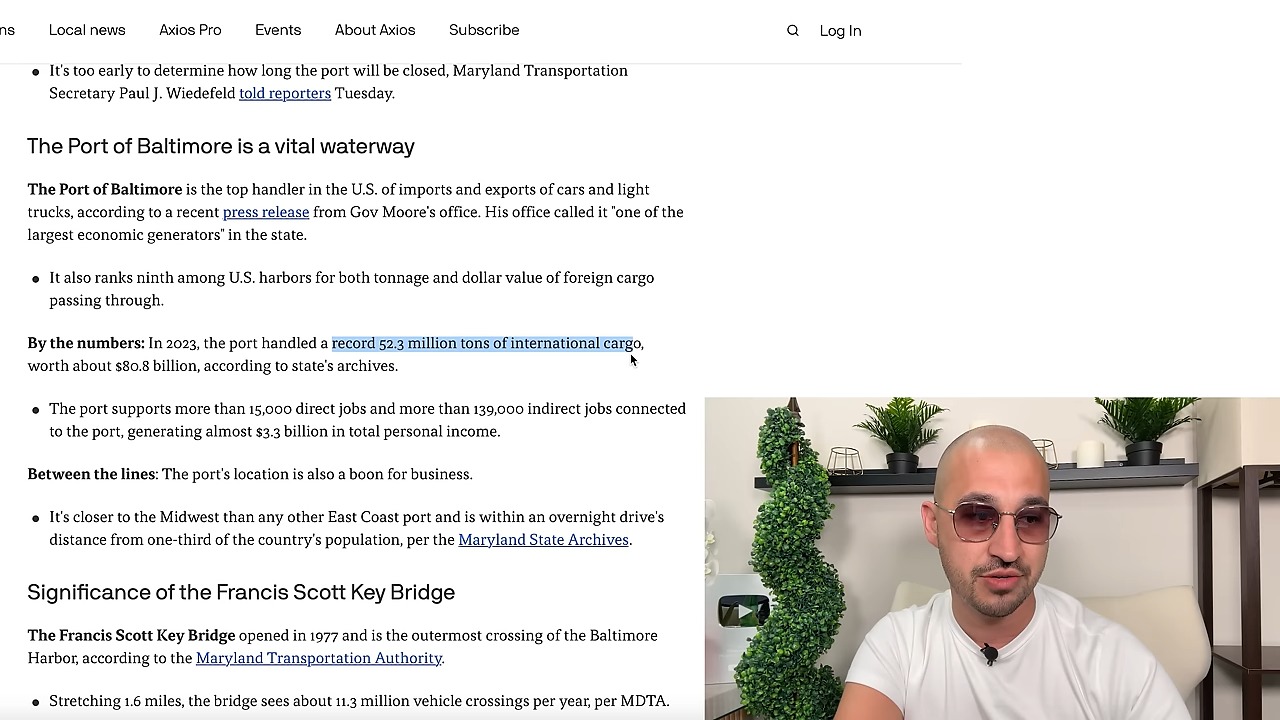 Local news
Axios Pro
Events
About Axios
Subscribe
Log In
It's too early to determine how long the port will be closed, Maryland Transportation
Secretary Paul J. Wiedefeld told reporters Tuesday.
The Port of Baltimore is a vital waterway
The Port of Baltimore is the top handler in the U.S. of imports and exports of cars and light
trucks, according to a recent press release from Gov Moore's office. His office called it "one of the
largest economic generators" in the state.
It also ranks ninth among U.S. harbors for both tonnage and dollar value of foreign cargo
passing through.
By the numbers: In 2023, the port handled a record 52.3 million tons of international cargo,
worth about $80.8 billion, according to state's archives.
The port supports more than 15,000 direct jobs and more than 139,000 indirect jobs connected
to the port, generating almost $3.3 billion in total personal income.
Between the lines: The port's location is also a boon for business.
It's closer to the Midwest than any other East Coast port and is within an overnight drive's
distance from one-third of the country's population, per the Maryland State Archives.
Significance of the Francis Scott Key Bridge
The Francis Scott Key Bridge opened in 1977 and is the outermost crossing of the Baltimore
Harbor, according to the Maryland Transportation Authority.
Stretching 1.6 miles, the bridge sees about 11.3 million vehicle crossings per year, per MDTA.